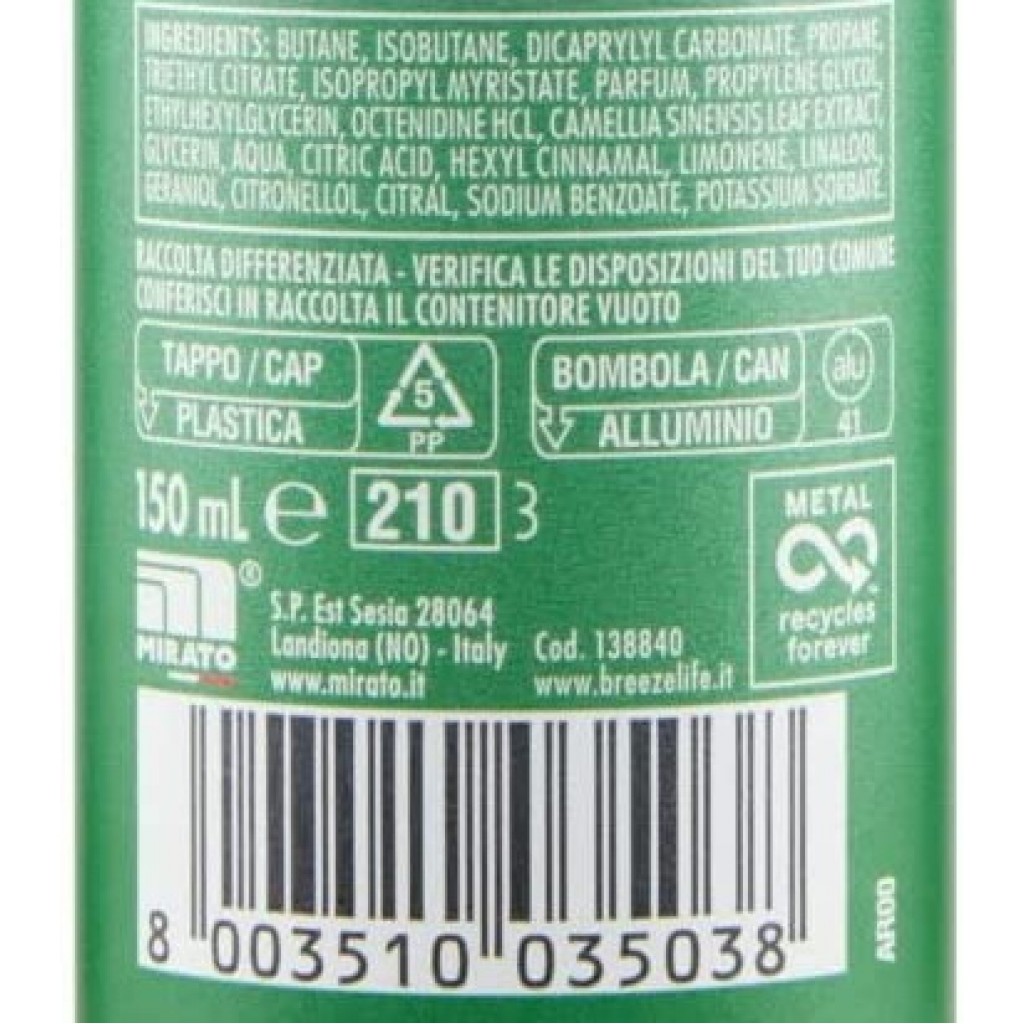 INGREDIENTS: BUTANE, ISOBUTANE, DICAPRYLYL CARBONATE, PROPANE,
TRIETHYL CITRATE, ISOPROPYL MYRISTATE, PARFUM, PROPYLENE GLYCOL,
ETHYLHEXYLGLYCERIN, OCTENIDINE HCL, CAMELLIA SINENSIS LEAF EXTRACT,
GLYCERIN, AQUA, CITRIC ACID, HEXYL CINNAMAL, LIMONENE, LINALOOL,
GERANIOL, CITRONELLOL, CITRAL, SODIUM BENZOATE, POTASSIUM SORBATE.
RACCOLTA DIFFERENZIATA - VERIFICA LE DISPOSIZIONI DEL TUO COMUNE
CONFERISCI IN RACCOLTA IL CONTENITORE VUOTO
TAPPO / CAP
PLASTICA
5
PP
BOMBOLA / CAN
ALLUMINIO
alu
41
150 mL e 210 3
METAL
recycles
forever
MIRATO®
S.P. Est Sesia 28064
Landiona (NO) - Italy
www.mirato.it
Cod. 138840
www.breezelife.it
8 003510 035038
AR00